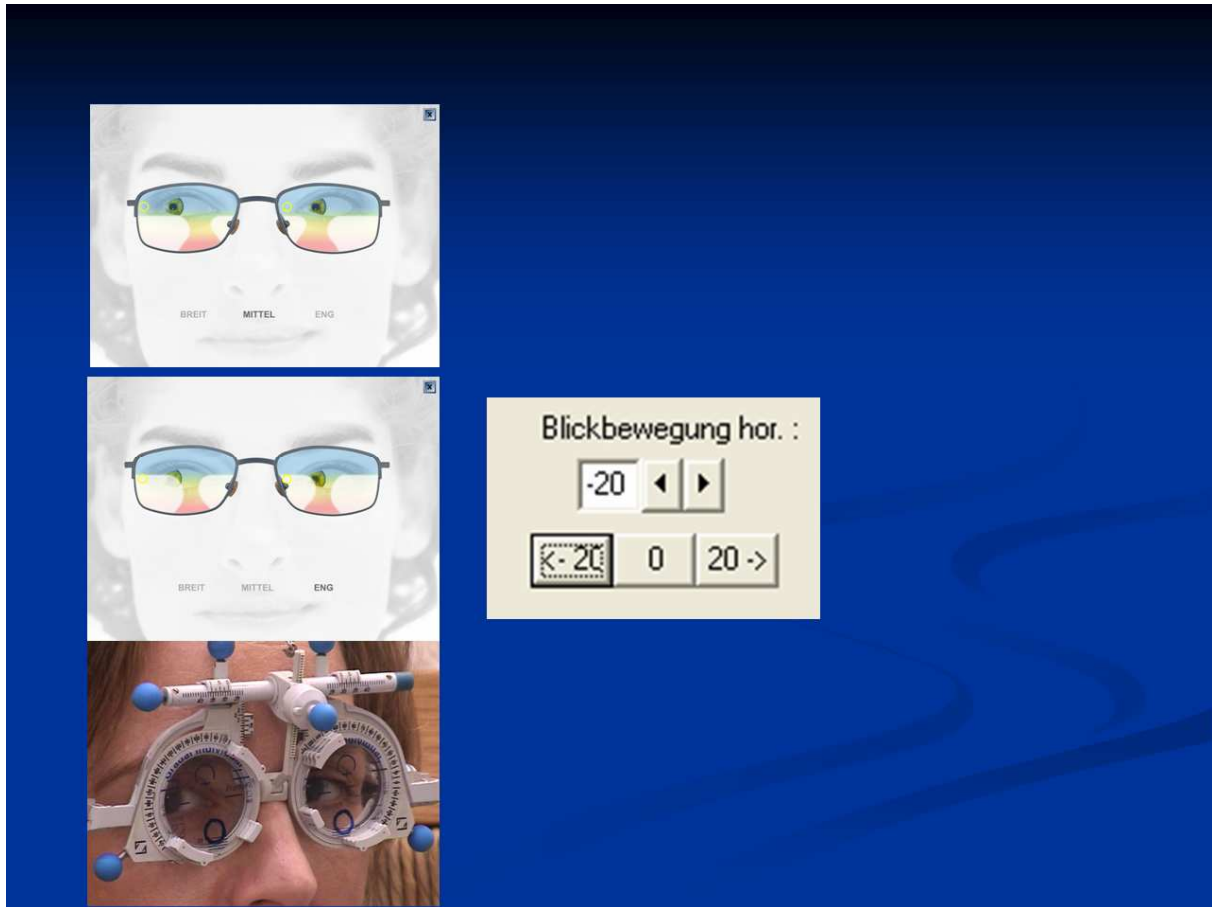 BREIT MITTEL ENG
BREIT MITTEL ENG
Blickbewegung hor. :
-20
<- 20 0 20 ->